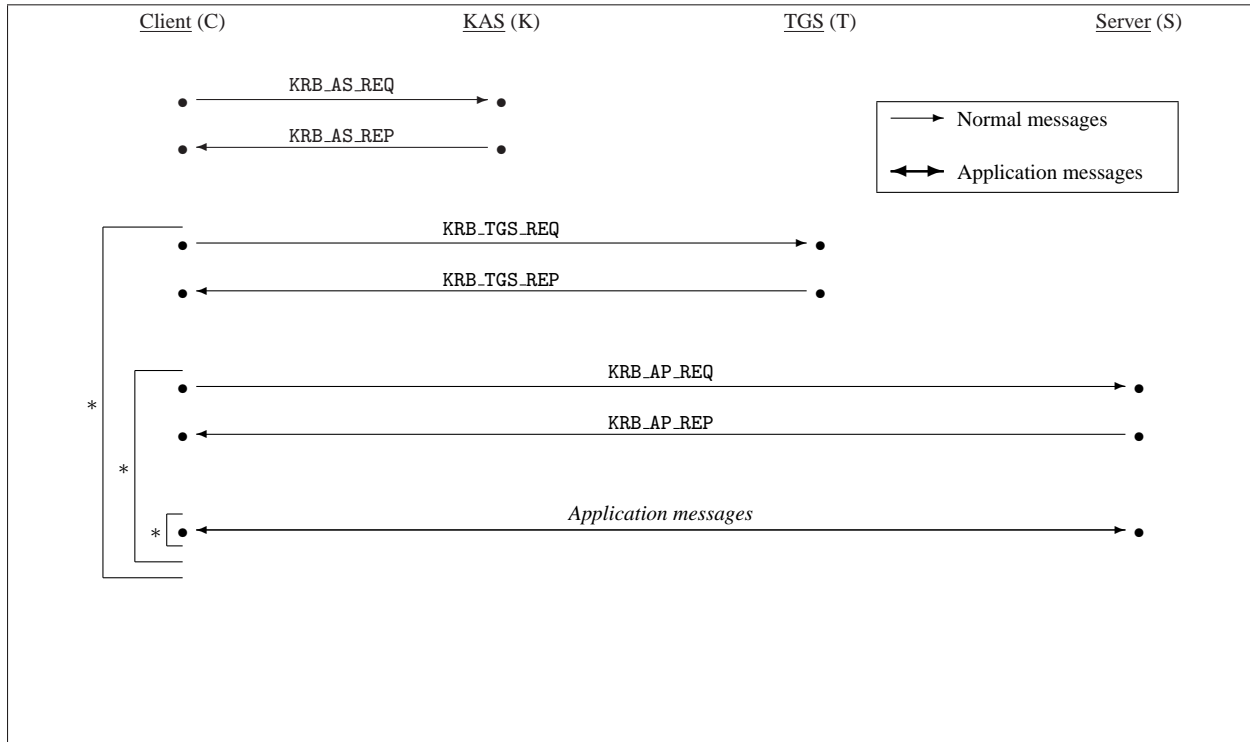 Client (C) KAS (K) TGS (T) Server (S)
KRB_AS_REQ
Normal messages
KRB_AS_REP
Application messages
KRB_TGS_REQ
KRB_TGS_REP
KRB_AP_REQ
*
KRB_AP_REP
*
Application messages
*